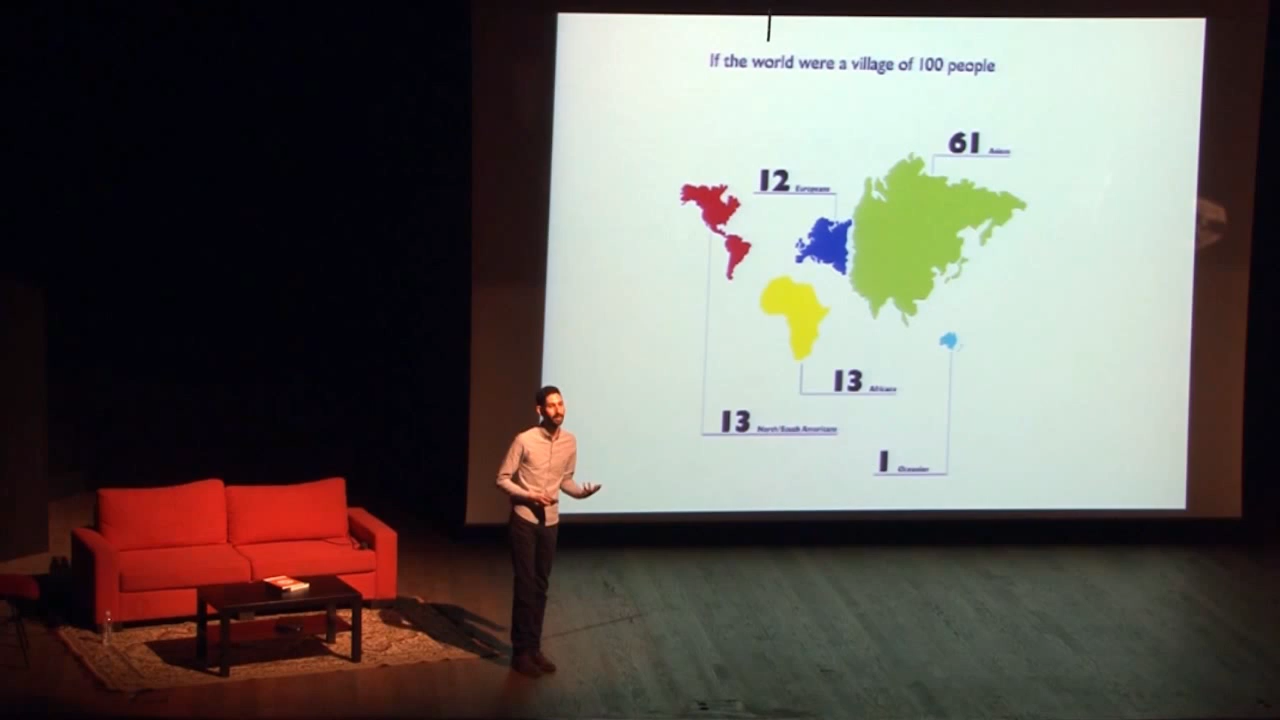 If the world were a village of 100 people
61 Asians
12 Europeans
13 Africans
13 North/South Americans
1 Oceanian